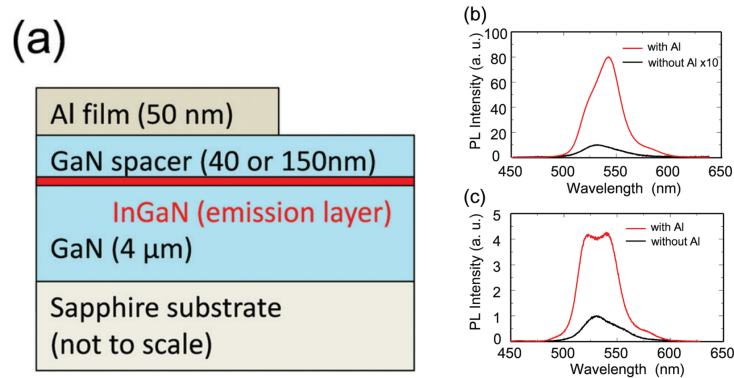 (a)
Al film (50 nm)
GaN spacer (40 or 150nm)
InGaN (emission layer)
GaN (4 μm)
Sapphire substrate
(not to scale)
(b)
PL Intensity (a. u.)
100
80
60
40
20
0
with Al
without Al x10
450
500
550
600
650
Wavelength (nm)
(c)
PL Intensity (a. u.)
5
4
3
2
1
0
with Al
without Al
450
500
550
600
650
Wavelength (nm)